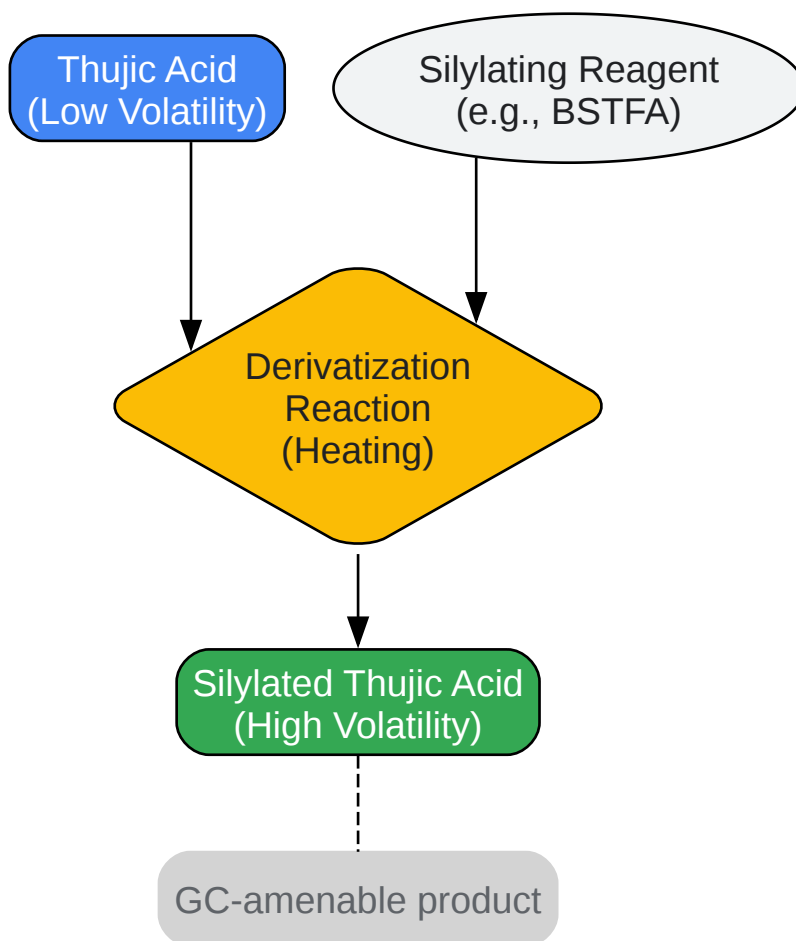 Thujic Acid
(Low Volatility)
Silylating Reagent
(e.g., BSTFA)
Derivatization
Reaction
(Heating)
Silylated Thujic Acid
(High Volatility)
GC-amenable product